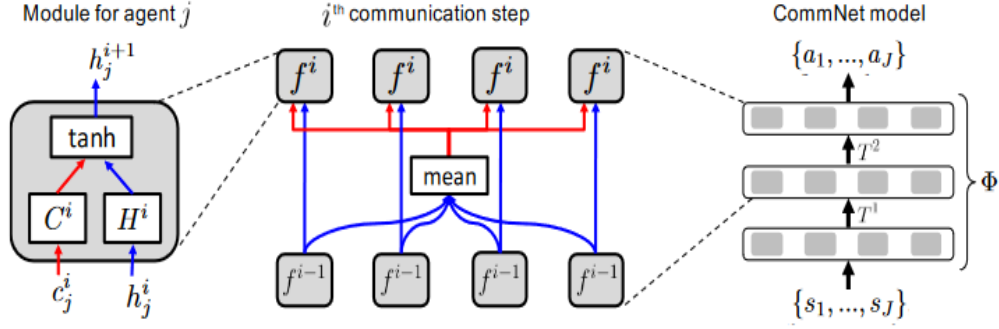 Module for agent j
h_j^{i+1}
tanh
C^i H^i
c_j^i h_j^i
i^th communication step
f^i f^i f^i f^i
mean
f^{i-1} f^{i-1} f^{i-1} f^{i-1}
CommNet model
{a_1, ..., a_J}
T^2
T^1
Φ
{s_1, ..., s_J}